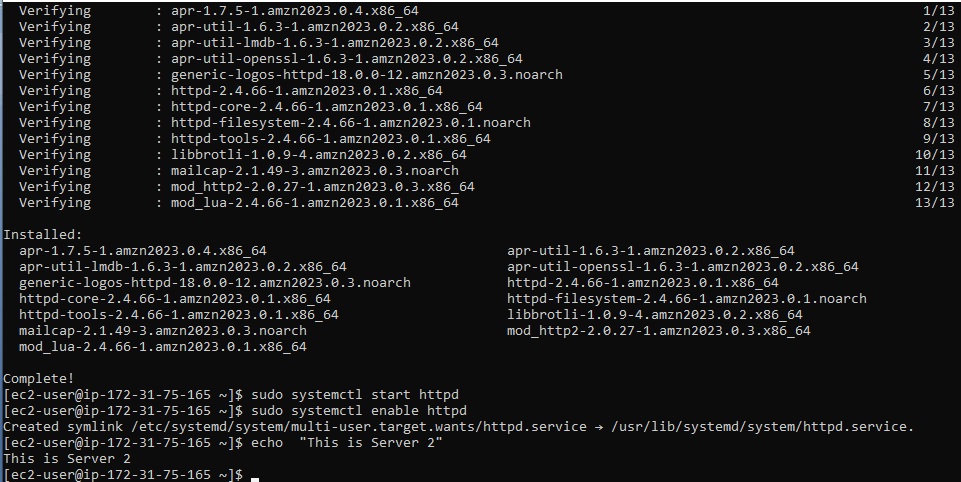 Verifying : apr-1.7.5-1.amzn2023.0.4.x86_64 1/13
Verifying : apr-util-1.6.3-1.amzn2023.0.2.x86_64 2/13
Verifying : apr-util-lmdb-1.6.3-1.amzn2023.0.2.x86_64 3/13
Verifying : apr-util-openssl-1.6.3-1.amzn2023.0.2.x86_64 4/13
Verifying : generic-logos-httpd-18.0.0-12.amzn2023.0.3.noarch 5/13
Verifying : httpd-2.4.66-1.amzn2023.0.1.x86_64 6/13
Verifying : httpd-core-2.4.66-1.amzn2023.0.1.x86_64 7/13
Verifying : httpd-filesystem-2.4.66-1.amzn2023.0.1.noarch 8/13
Verifying : httpd-tools-2.4.66-1.amzn2023.0.1.x86_64 9/13
Verifying : libbrotli-1.0.9-4.amzn2023.0.2.x86_64 10/13
Verifying : mailcap-2.1.49-3.amzn2023.0.3.noarch 11/13
Verifying : mod_http2-2.0.27-1.amzn2023.0.3.x86_64 12/13
Verifying : mod_lua-2.4.66-1.amzn2023.0.1.x86_64 13/13
Installed:
apr-1.7.5-1.amzn2023.0.4.x86_64 apr-util-1.6.3-1.amzn2023.0.2.x86_64
apr-util-lmdb-1.6.3-1.amzn2023.0.2.x86_64 apr-util-openssl-1.6.3-1.amzn2023.0.2.x86_64
generic-logos-httpd-18.0.0-12.amzn2023.0.3.noarch httpd-2.4.66-1.amzn2023.0.1.x86_64
httpd-core-2.4.66-1.amzn2023.0.1.x86_64 httpd-filesystem-2.4.66-1.amzn2023.0.1.noarch
httpd-tools-2.4.66-1.amzn2023.0.1.x86_64 libbrotli-1.0.9-4.amzn2023.0.2.x86_64
mailcap-2.1.49-3.amzn2023.0.3.noarch mod_http2-2.0.27-1.amzn2023.0.3.x86_64
mod_lua-2.4.66-1.amzn2023.0.1.x86_64
Complete!
[ec2-user@ip-172-31-75-165 ~]$ sudo systemctl start httpd
[ec2-user@ip-172-31-75-165 ~]$ sudo systemctl enable httpd
Created symlink /etc/systemd/system/multi-user.target.wants/httpd.service → /usr/lib/systemd/system/httpd.service.
[ec2-user@ip-172-31-75-165 ~]$ echo  "This is Server 2"
This is Server 2
[ec2-user@ip-172-31-75-165 ~]$